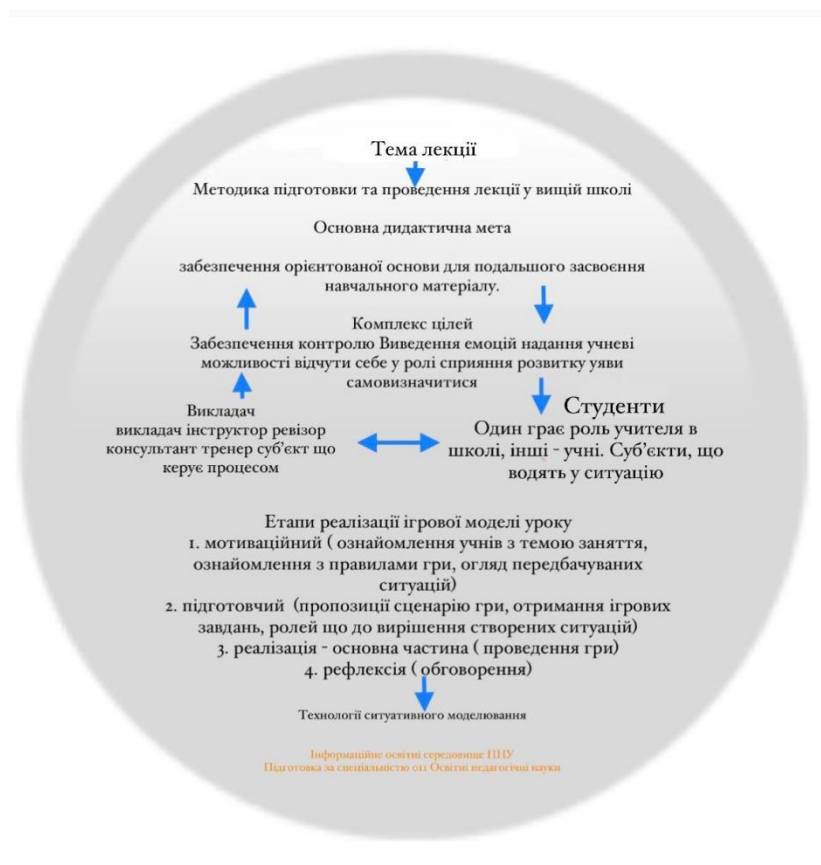 Тема лекції
Методика підготовки та проведення лекції у вищій школі
Основна дидактична мета
забезпечення орієнтованої основи для подальшого засвоєння
навчального матеріалу.
Комплекс цілей
Забезпечення контролю Виведення емоцій надання учневі
можливості відчути себе у ролі сприяння розвитку уяви
самовизначитися
Викладач
викладач інструктор ревізор
консультант тренер суб’єкт що
керує процесом
Студенти
Один грає роль учителя в
школі, інші - учні. Суб’єкти, що
водять у ситуацію
Етапи реалізації ігрової моделі уроку
1. мотиваційний ( ознайомлення учнів з темою заняття,
ознайомлення з правилами гри, огляд передбачуваних
ситуацій)
2. підготовчий (пропозиції сценарію гри, отримання ігрових
завдань, ролей що до вирішення створених ситуацій)
3. реалізація - основна частина ( проведення гри)
4. рефлексія ( обговорення)
Технології ситуативного моделювання
Інформаційне освітні середовище ПНУ
Підготовка за спеціальністю 011 Освітні педагогічні науки